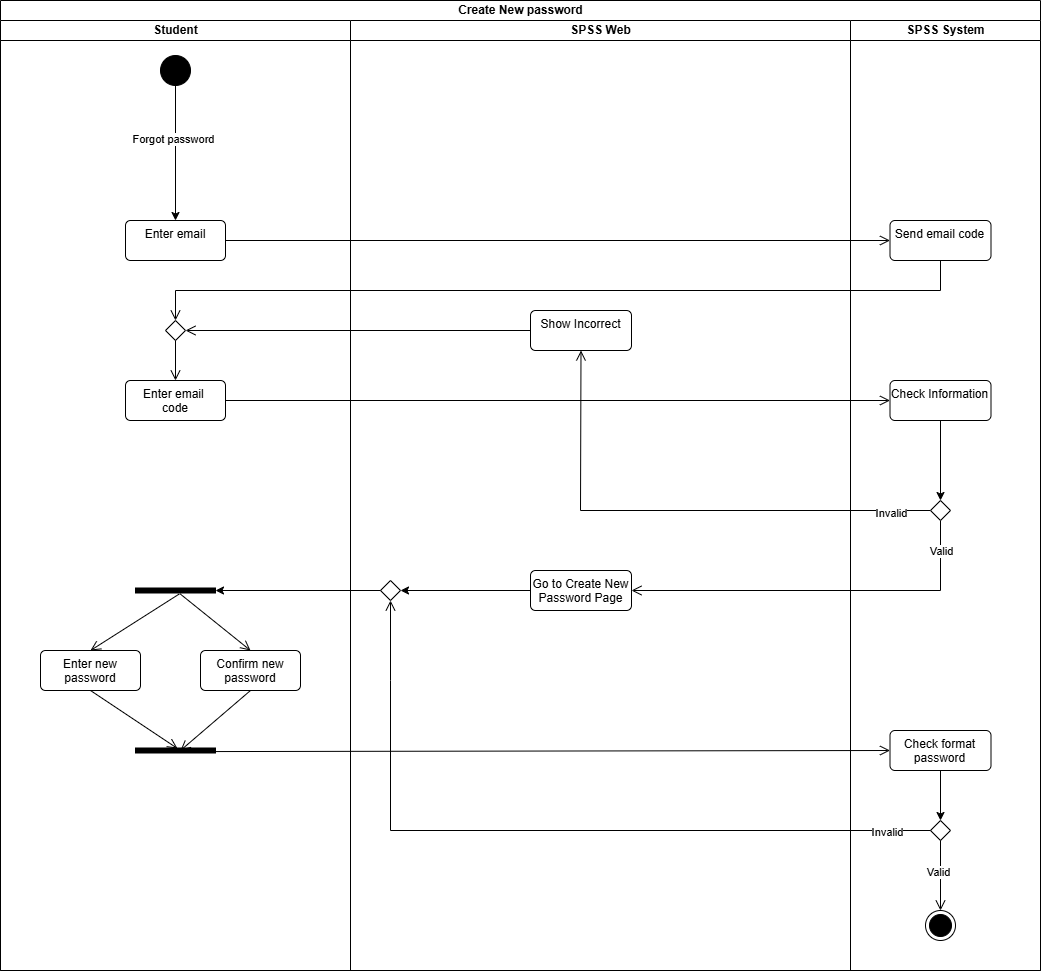 Create New password
Student
SPSS Web
SPSS System
Forgot password
Enter email
Send email code
Show Incorrect
Enter email
code
Check Information
Invalid
Valid
Go to Create New
Password Page
Enter new
password
Confirm new
password
Check format
password
Invalid
Valid